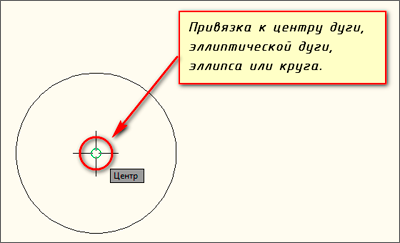 Привязка к центру дуги,
эллиптической дуги,
эллипса или круга.
Центр